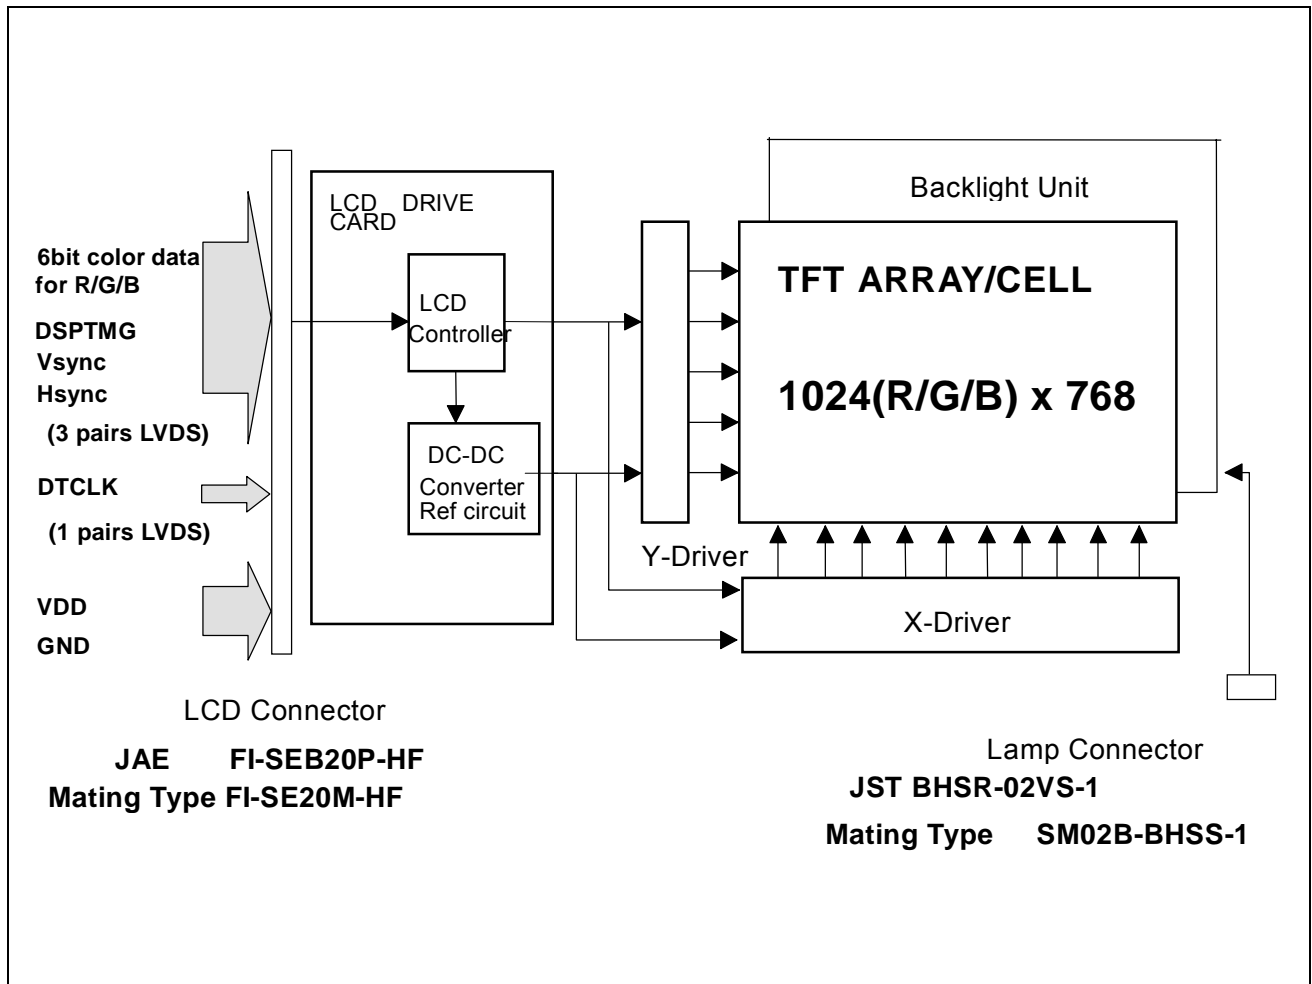 Backlight Unit
LCD DRIVE
CARD
6bit color data
for R/G/B
DSPTMG
Vsync
Hsync
(3 pairs LVDS)
DTCLK
(1 pairs LVDS)
VDD
GND
LCD
Controller
DC-DC
Converter
Ref circuit
TFT ARRAY/CELL
1024(R/G/B) x 768
Y-Driver
X-Driver
LCD Connector
JAE FI-SEB20P-HF
Mating Type FI-SE20M-HF
Lamp Connector
JST BHSR-02VS-1
Mating Type SM02B-BHSS-1